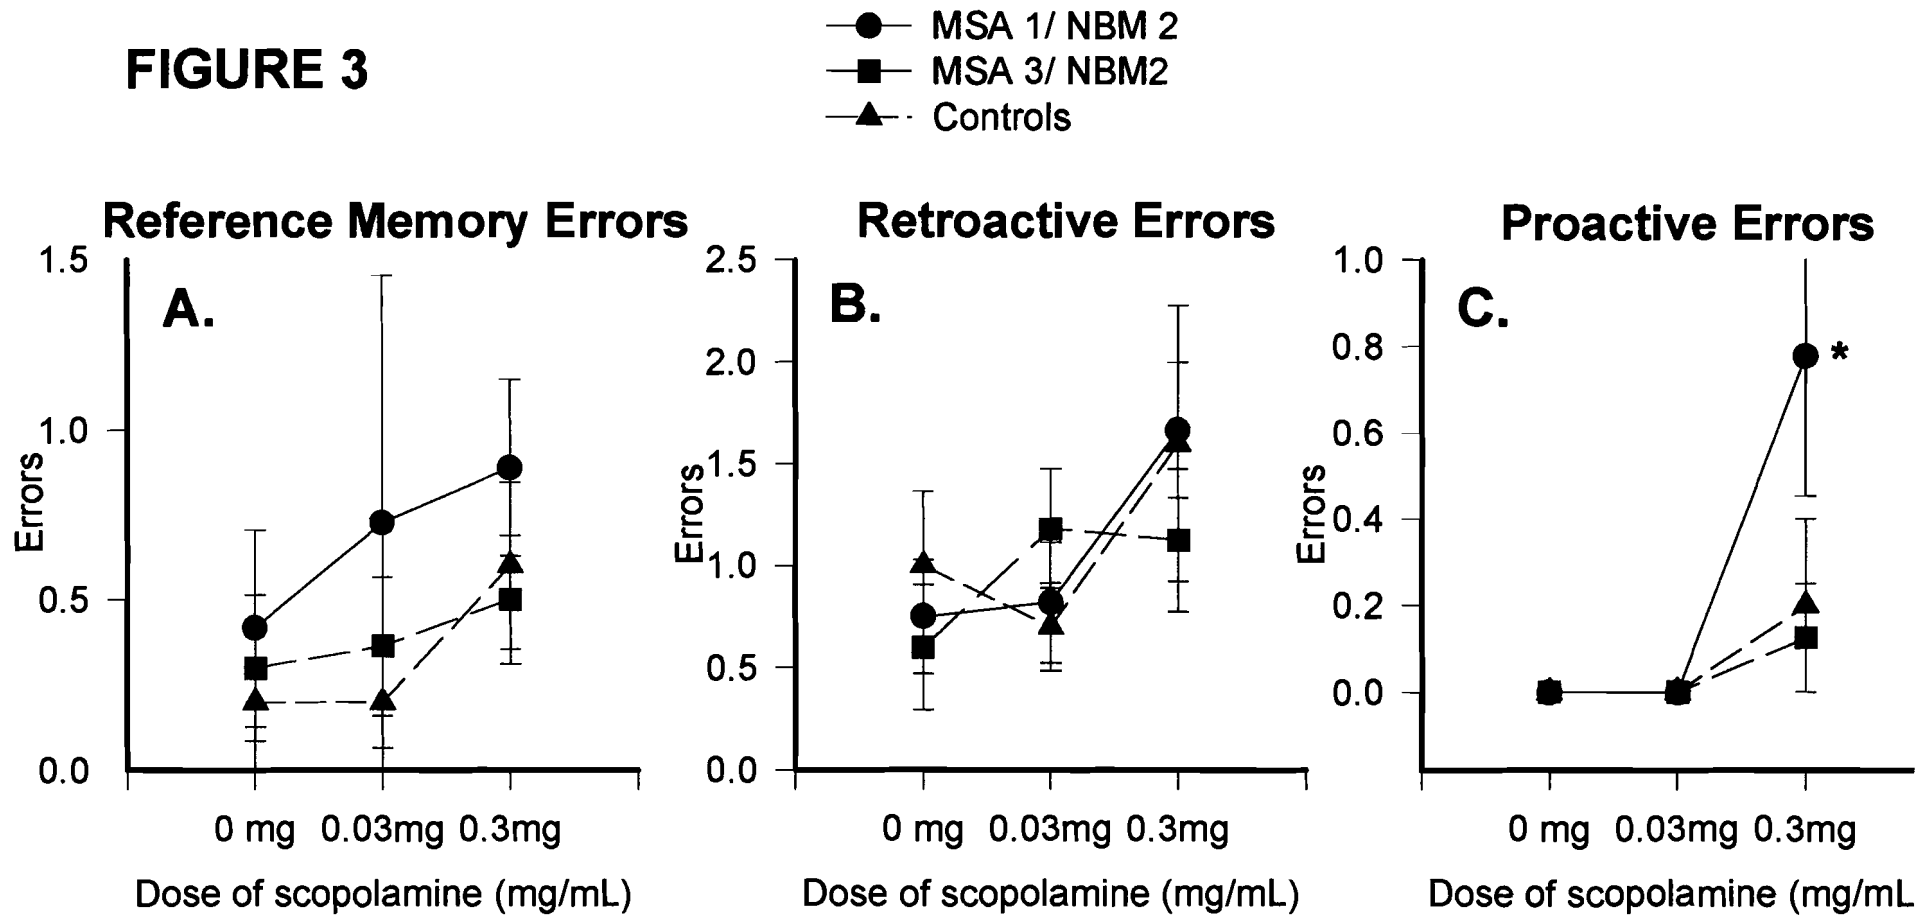 FIGURE 3
MSA 1/ NBM 2
MSA 3/ NBM2
Controls
Reference Memory Errors
A.
1.5
1.0
0.5
0.0
Errors
0 mg 0.03mg 0.3mg
Dose of scopolamine (mg/mL)
Retroactive Errors
B.
2.5
2.0
1.5
1.0
0.5
0.0
Errors
0 mg 0.03mg 0.3mg
Dose of scopolamine (mg/mL)
Proactive Errors
C.
1.0
0.8
*
0.6
0.4
0.2
0.0
Errors
0 mg 0.03mg 0.3mg
Dose of scopolamine (mg/mL